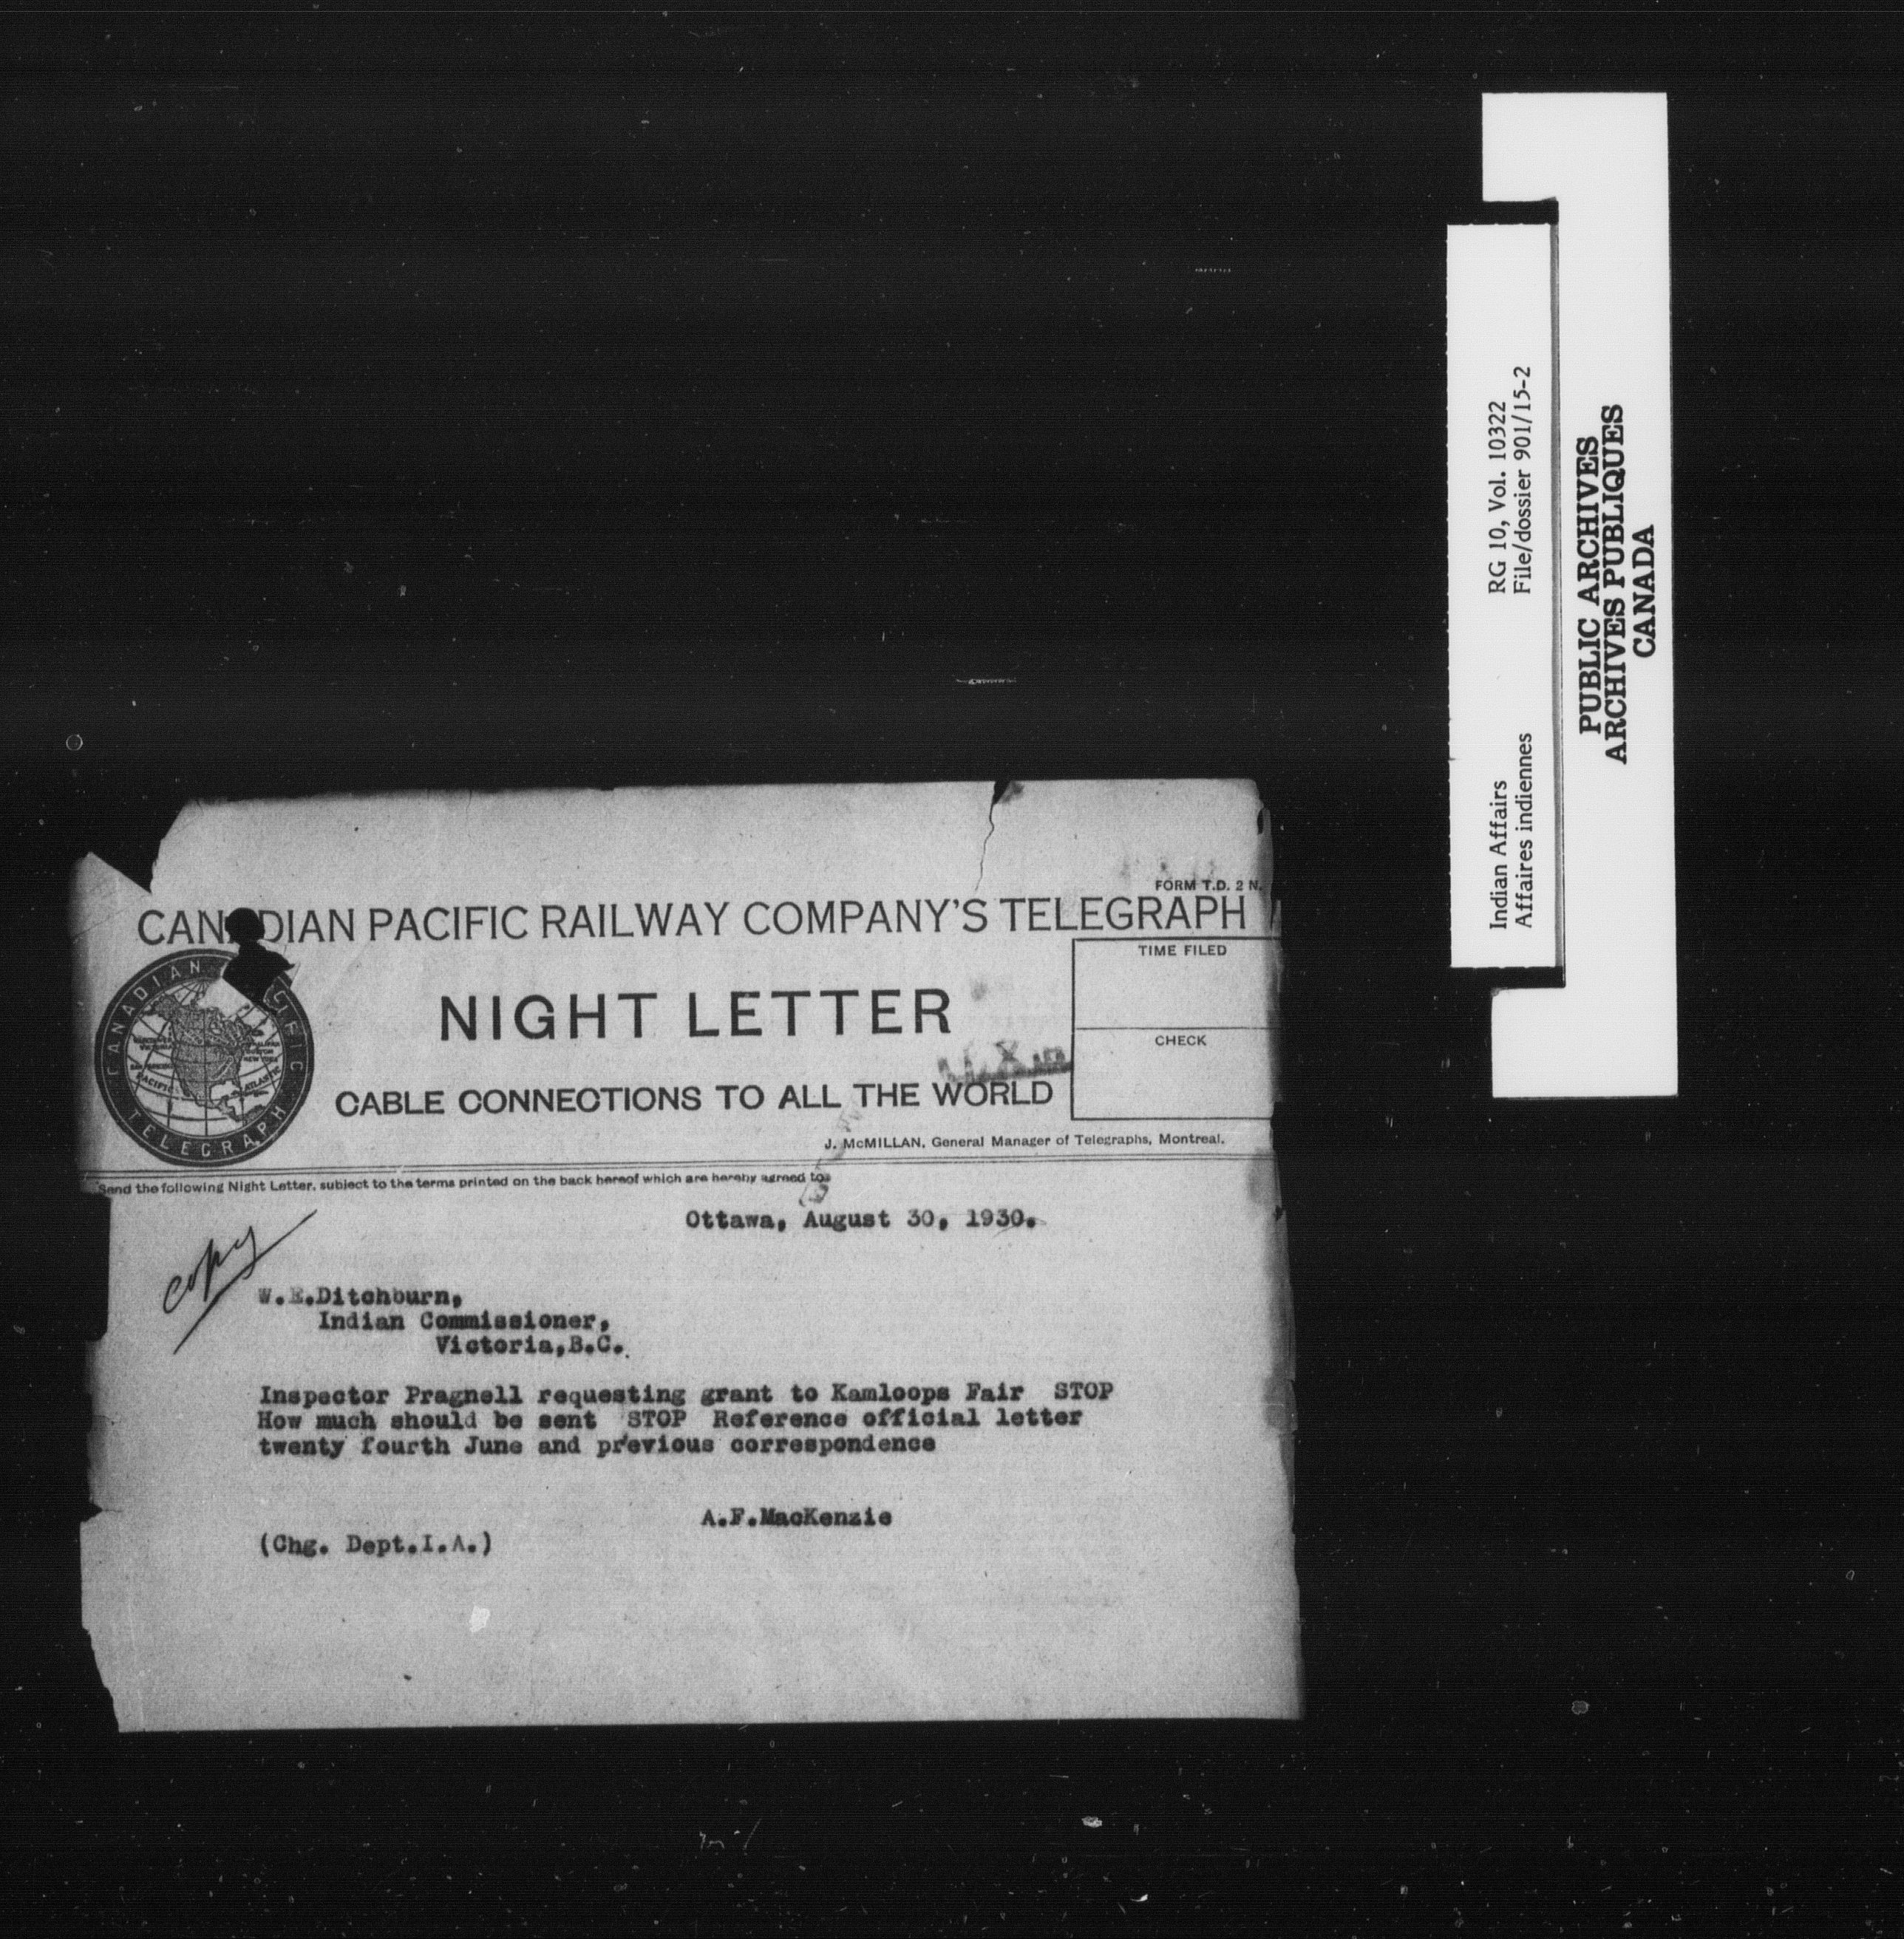 FORM T.D. 2 N.
CANADIAN PACIFIC RAILWAY COMPANY'S TELEGRAPH
TIME FILED
NIGHT LETTER
CHECK
CABLE CONNECTIONS TO ALL THE WORLD
J. McMILLAN, General Manager of Telegraphs, Montreal.
CANADIAN PACIFIC
TELEGRAPH
PACIFIC
ATLANTIC
Send the following Night Letter, subject to the terms printed on the back hereof which are hereby agreed to
Ottawa, August 30, 1930.
copy
W.E.Ditchburn,
Indian Commissioner,
Victoria,B.C.
Inspector Pragnell requesting grant to Kamloops Fair STOP
How much should be sent STOP Reference official letter
twenty fourth June and previous correspondence
A.F.MacKenzie
(Chg. Dept.I.A.)
Indian Affairs RG 10, Vol. 10322
Affaires indiennes File/dossier 901/15-2
PUBLIC ARCHIVES
ARCHIVES PUBLIQUES
CANADA